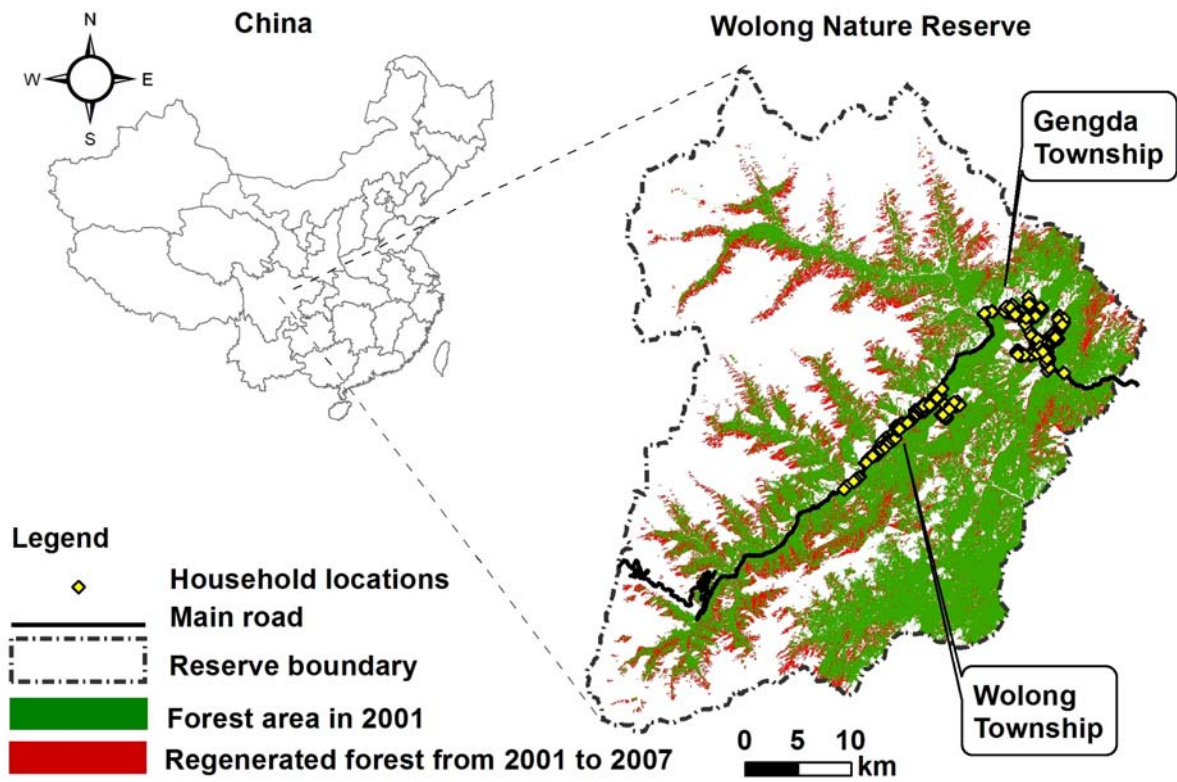 China
Wolong Nature Reserve
N
W
E
S
Gengda
Township
Legend
Household locations
Main road
Reserve boundary
Forest area in 2001
Regenerated forest from 2001 to 2007
Wolong
Township
0 5 10
km